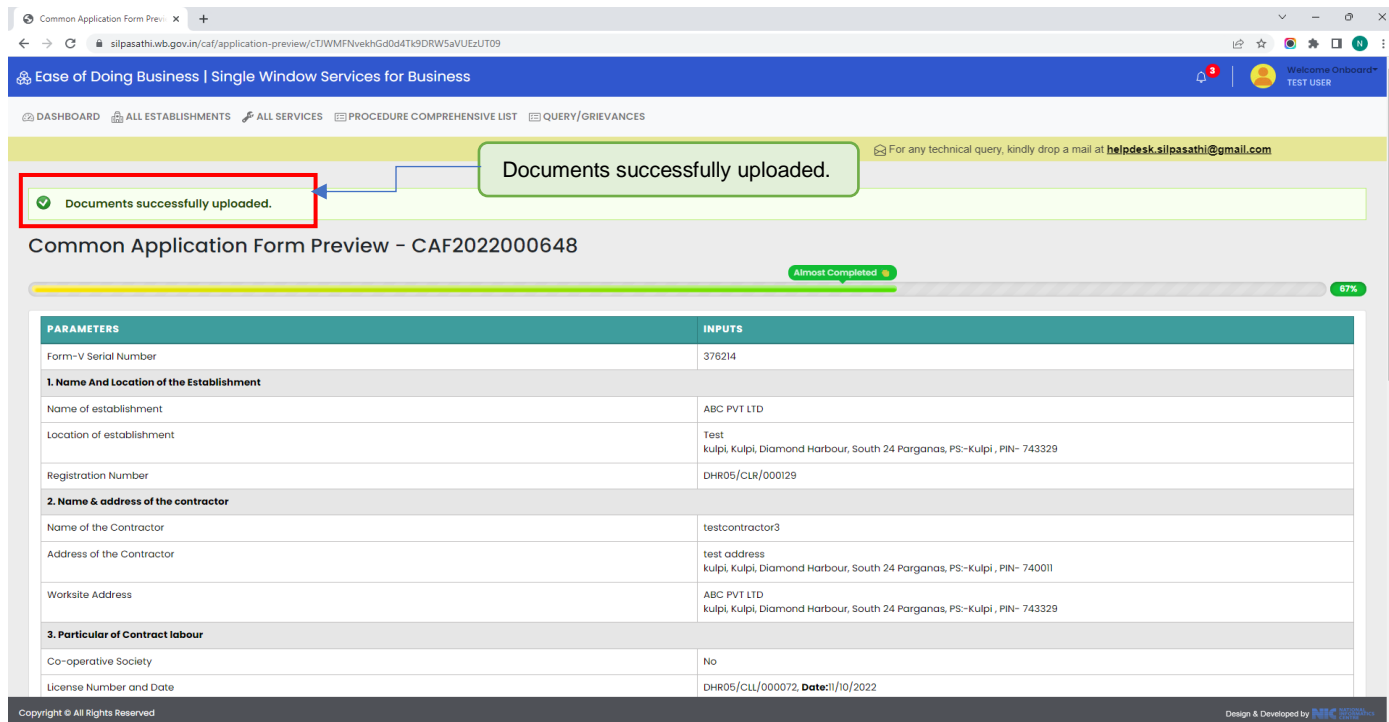 Common Application Form Previ
silpasathi.wb.gov.in/caf/application-preview/cTJWMFNvekhGd0d4Tk9DRW5aVUEzUT09
N
Ease of Doing Business | Single Window Services for Business
3
Welcome Onboard
TEST USER
DASHBOARD ALL ESTABLISHMENTS ALL SERVICES PROCEDURE COMPREHENSIVE LIST QUERY/GRIEVANCES
For any technical query, kindly drop a mail at helpdesk.silpasathi@gmail.com
Documents successfully uploaded.
Documents successfully uploaded.
Common Application Form Preview - CAF2022000648
Almost Completed
67%
PARAMETERS INPUTS
Form-V Serial Number 376214
1. Name And Location of the Establishment
Name of establishment ABC PVT LTD
Location of establishment Test
kulpi, Kulpi, Diamond Harbour, South 24 Parganas, PS:-Kulpi , PIN- 743329
Registration Number DHR05/CLR/000129
2. Name & address of the contractor
Name of the Contractor testcontractor3
Address of the Contractor test address
kulpi, Kulpi, Diamond Harbour, South 24 Parganas, PS:-Kulpi , PIN- 740011
Worksite Address ABC PVT LTD
kulpi, Kulpi, Diamond Harbour, South 24 Parganas, PS:-Kulpi , PIN- 743329
3. Particular of Contract labour
Co-operative Society No
License Number and Date DHR05/CLL/000072, Date:11/10/2022
Copyright © All Rights Reserved
Design & Developed by NIC NATIONAL INFORMATICS CENTRE